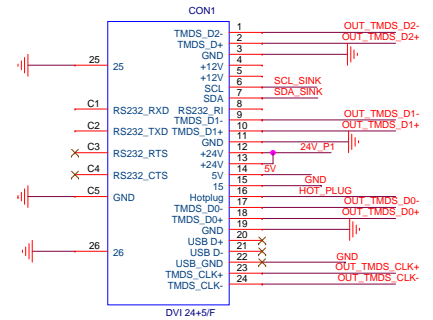 CON1
TMDS_D2- 1 OUT_TMDS_D2-
TMDS_D+ 2 OUT_TMDS_D2+
GND 3
25 25 +12V 4
+12V 5
SCL 6 SCL_SINK
SDA 7 SDA_SINK
C1 RS232_RXD RS232_RI 8
TMDS_D1- 9 OUT_TMDS_D1-
C2 RS232_TXD TMDS_D1+ 10 OUT_TMDS_D1+
GND 11
C3 RS232_RTS +24V 12 24V_P1
+24V 13
C4 RS232_CTS 5V 14 5V
15 15 GND
C5 GND Hotplug 16 HOT_PLUG
TMDS_D0- 17 OUT_TMDS_D0-
TMDS_D0+ 18 OUT_TMDS_D0+
GND 19
USB D+ 20
26 26 USB D- 21
USB_GND 22 GND
TMDS_CLK+ 23 OUT_TMDS_CLK+
TMDS_CLK- 24 OUT_TMDS_CLK-
DVI 24+5/F